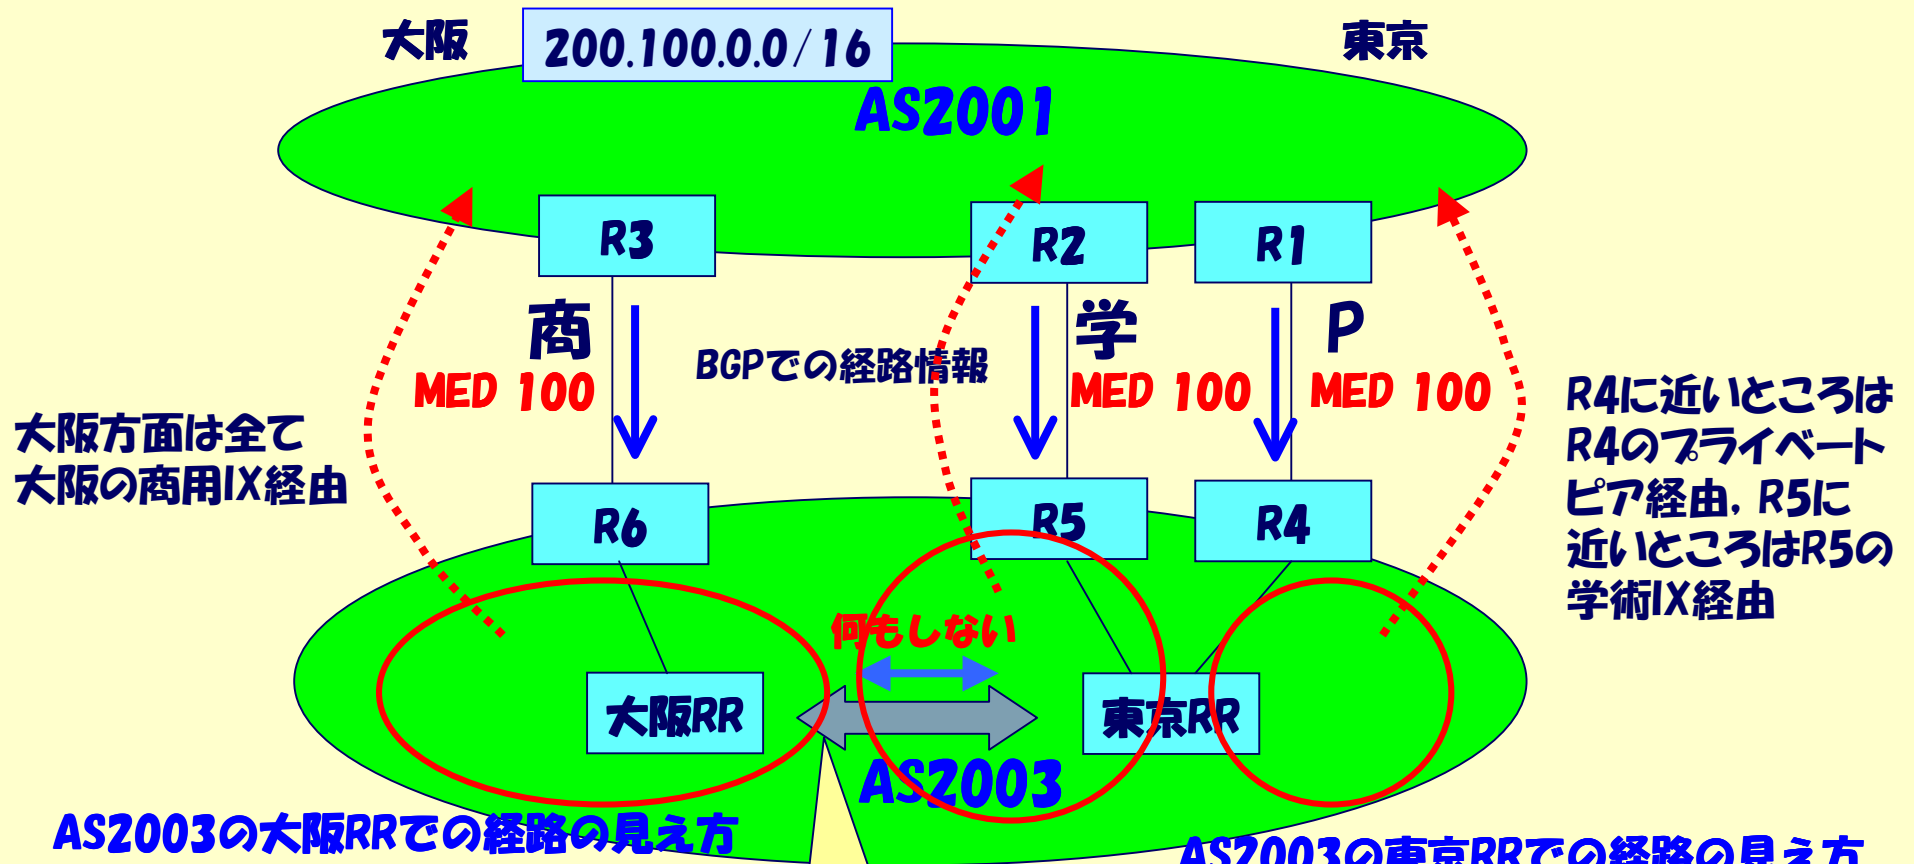 大阪
200.100.0.0/16
東京
AS2001
R3
R2
R1
商
学
P
BGPでの経路情報
MED 100
MED 100
MED 100
大阪方面は全て
大阪の商用IX経由
R4に近いところは
R4のプライベート
ピア経由, R5に
近いところはR5の
学術IX経由
R6
R5
R4
何もしない
大阪RR
東京RR
AS2003
AS2003の大阪RRでの経路の見え方
AS2003の東京RRでの経路の見え方